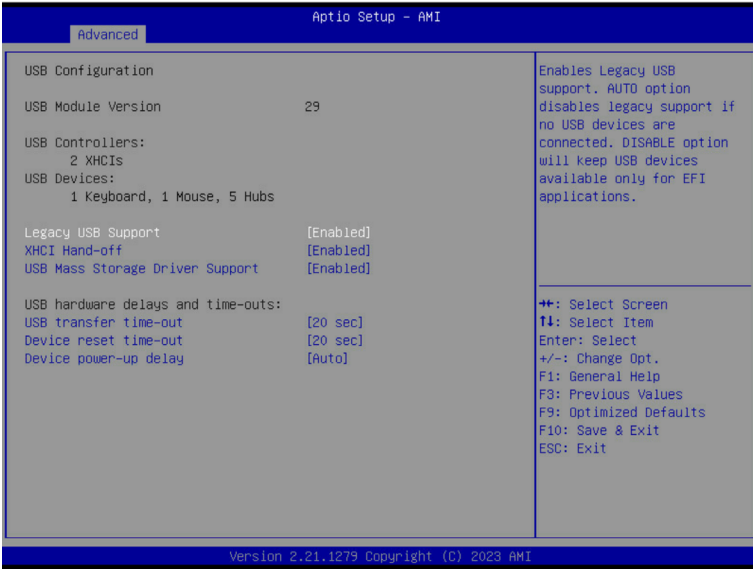 Aptio Setup - AMI
Advanced
USB Configuration
USB Module Version 29
USB Controllers:
2 XHCIs
USB Devices:
1 Keyboard, 1 Mouse, 5 Hubs
Legacy USB Support [Enabled]
XHCI Hand-off [Enabled]
USB Mass Storage Driver Support [Enabled]
USB hardware delays and time-outs:
USB transfer time-out [20 sec]
Device reset time-out [20 sec]
Device power-up delay [Auto]
Enables Legacy USB
support. AUTO option
disables legacy support if
no USB devices are
connected. DISABLE option
will keep USB devices
available only for EFI
applications.
→←: Select Screen
↑↓: Select Item
Enter: Select
+/-: Change Opt.
F1: General Help
F3: Previous Values
F9: Optimized Defaults
F10: Save & Exit
ESC: Exit
Version 2.21.1279 Copyright (C) 2023 AMI